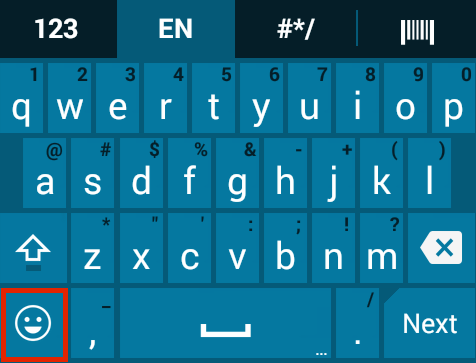 123 EN #*/
1 2 3 4 5 6 7 8 9 0
q w e r t y u i o p
@ # $ % & - + ( )
a s d f g h j k l
* " ' : ; ! ?
z x c v b n m
_ /
, ... . Next